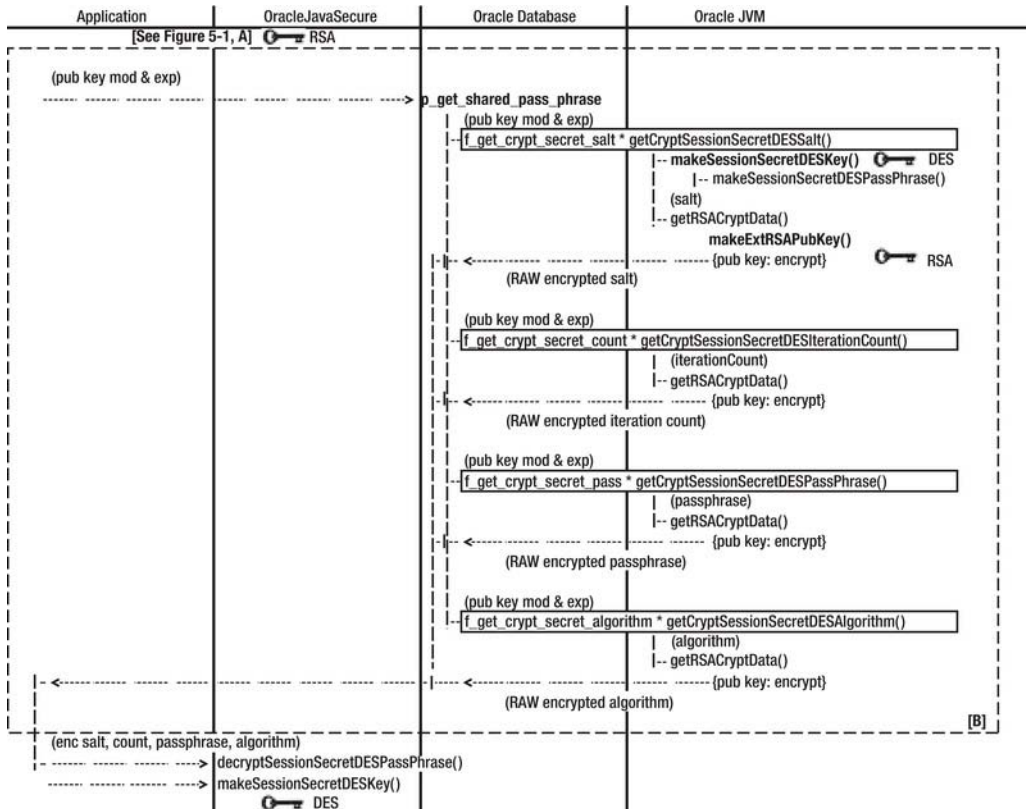 Application OracleJavaSecure Oracle Database Oracle JVM
[See Figure 5-1, A] RSA
(pub key mod & exp)
p_get_shared_pass_phrase
(pub key mod & exp)
f_get_crypt_secret_salt * getCryptSessionSecretDESSalt()
makeSessionSecretDESKey() DES
makeSessionSecretDESPassPhrase()
(salt)
getRSACryptData()
makeExtRSAPubKey()
{pub key: encrypt} RSA
(RAW encrypted salt)
(pub key mod & exp)
f_get_crypt_secret_count * getCryptSessionSecretDESIterationCount()
(iterationCount)
getRSACryptData()
{pub key: encrypt}
(RAW encrypted iteration count)
(pub key mod & exp)
f_get_crypt_secret_pass * getCryptSessionSecretDESPassPhrase()
(passphrase)
getRSACryptData()
{pub key: encrypt}
(RAW encrypted passphrase)
(pub key mod & exp)
f_get_crypt_secret_algorithm * getCryptSessionSecretDESAlgorithm()
(algorithm)
getRSACryptData()
{pub key: encrypt}
(RAW encrypted algorithm)
[B]
(enc salt, count, passphrase, algorithm)
decryptSessionSecretDESPassPhrase()
makeSessionSecretDESKey()
DES